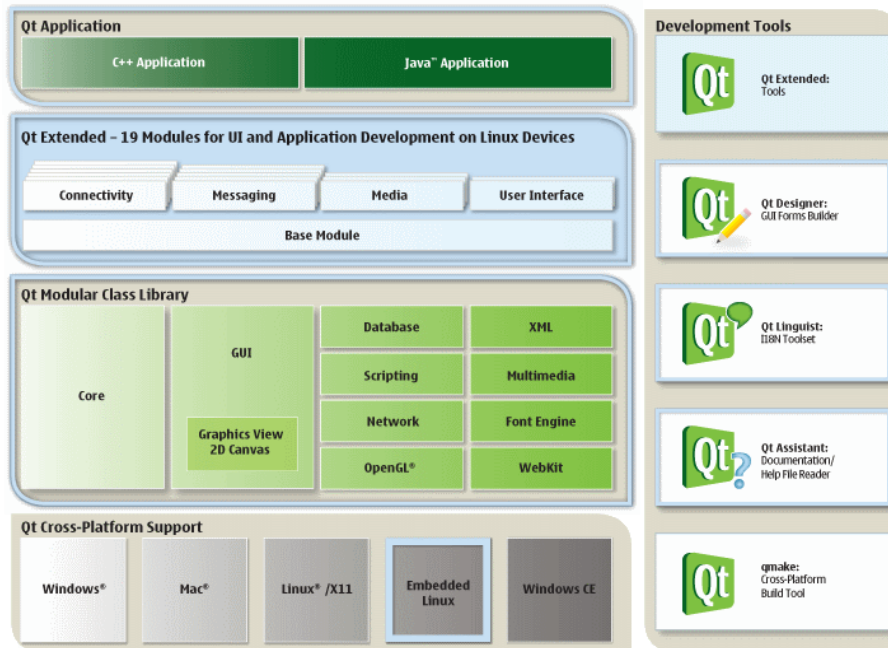 Qt Application
C++ Application
Java™ Application
Qt Extended – 19 Modules for UI and Application Development on Linux Devices
Connectivity
Messaging
Media
User Interface
Base Module
Qt Modular Class Library
Core
GUI
Graphics View
2D Canvas
Database
XML
Scripting
Multimedia
Network
Font Engine
OpenGL®
WebKit
Qt Cross-Platform Support
Windows®
Mac®
Linux® /X11
Embedded
Linux
Windows CE
Development Tools
Qt
Qt Extended:
Tools
Qt
Qt Designer:
GUI Forms Builder
Qt
Qt Linguist:
I18N Toolset
Qt
Qt Assistant:
Documentation/
Help File Reader
Qt
qmake:
Cross-Platform
Build Tool